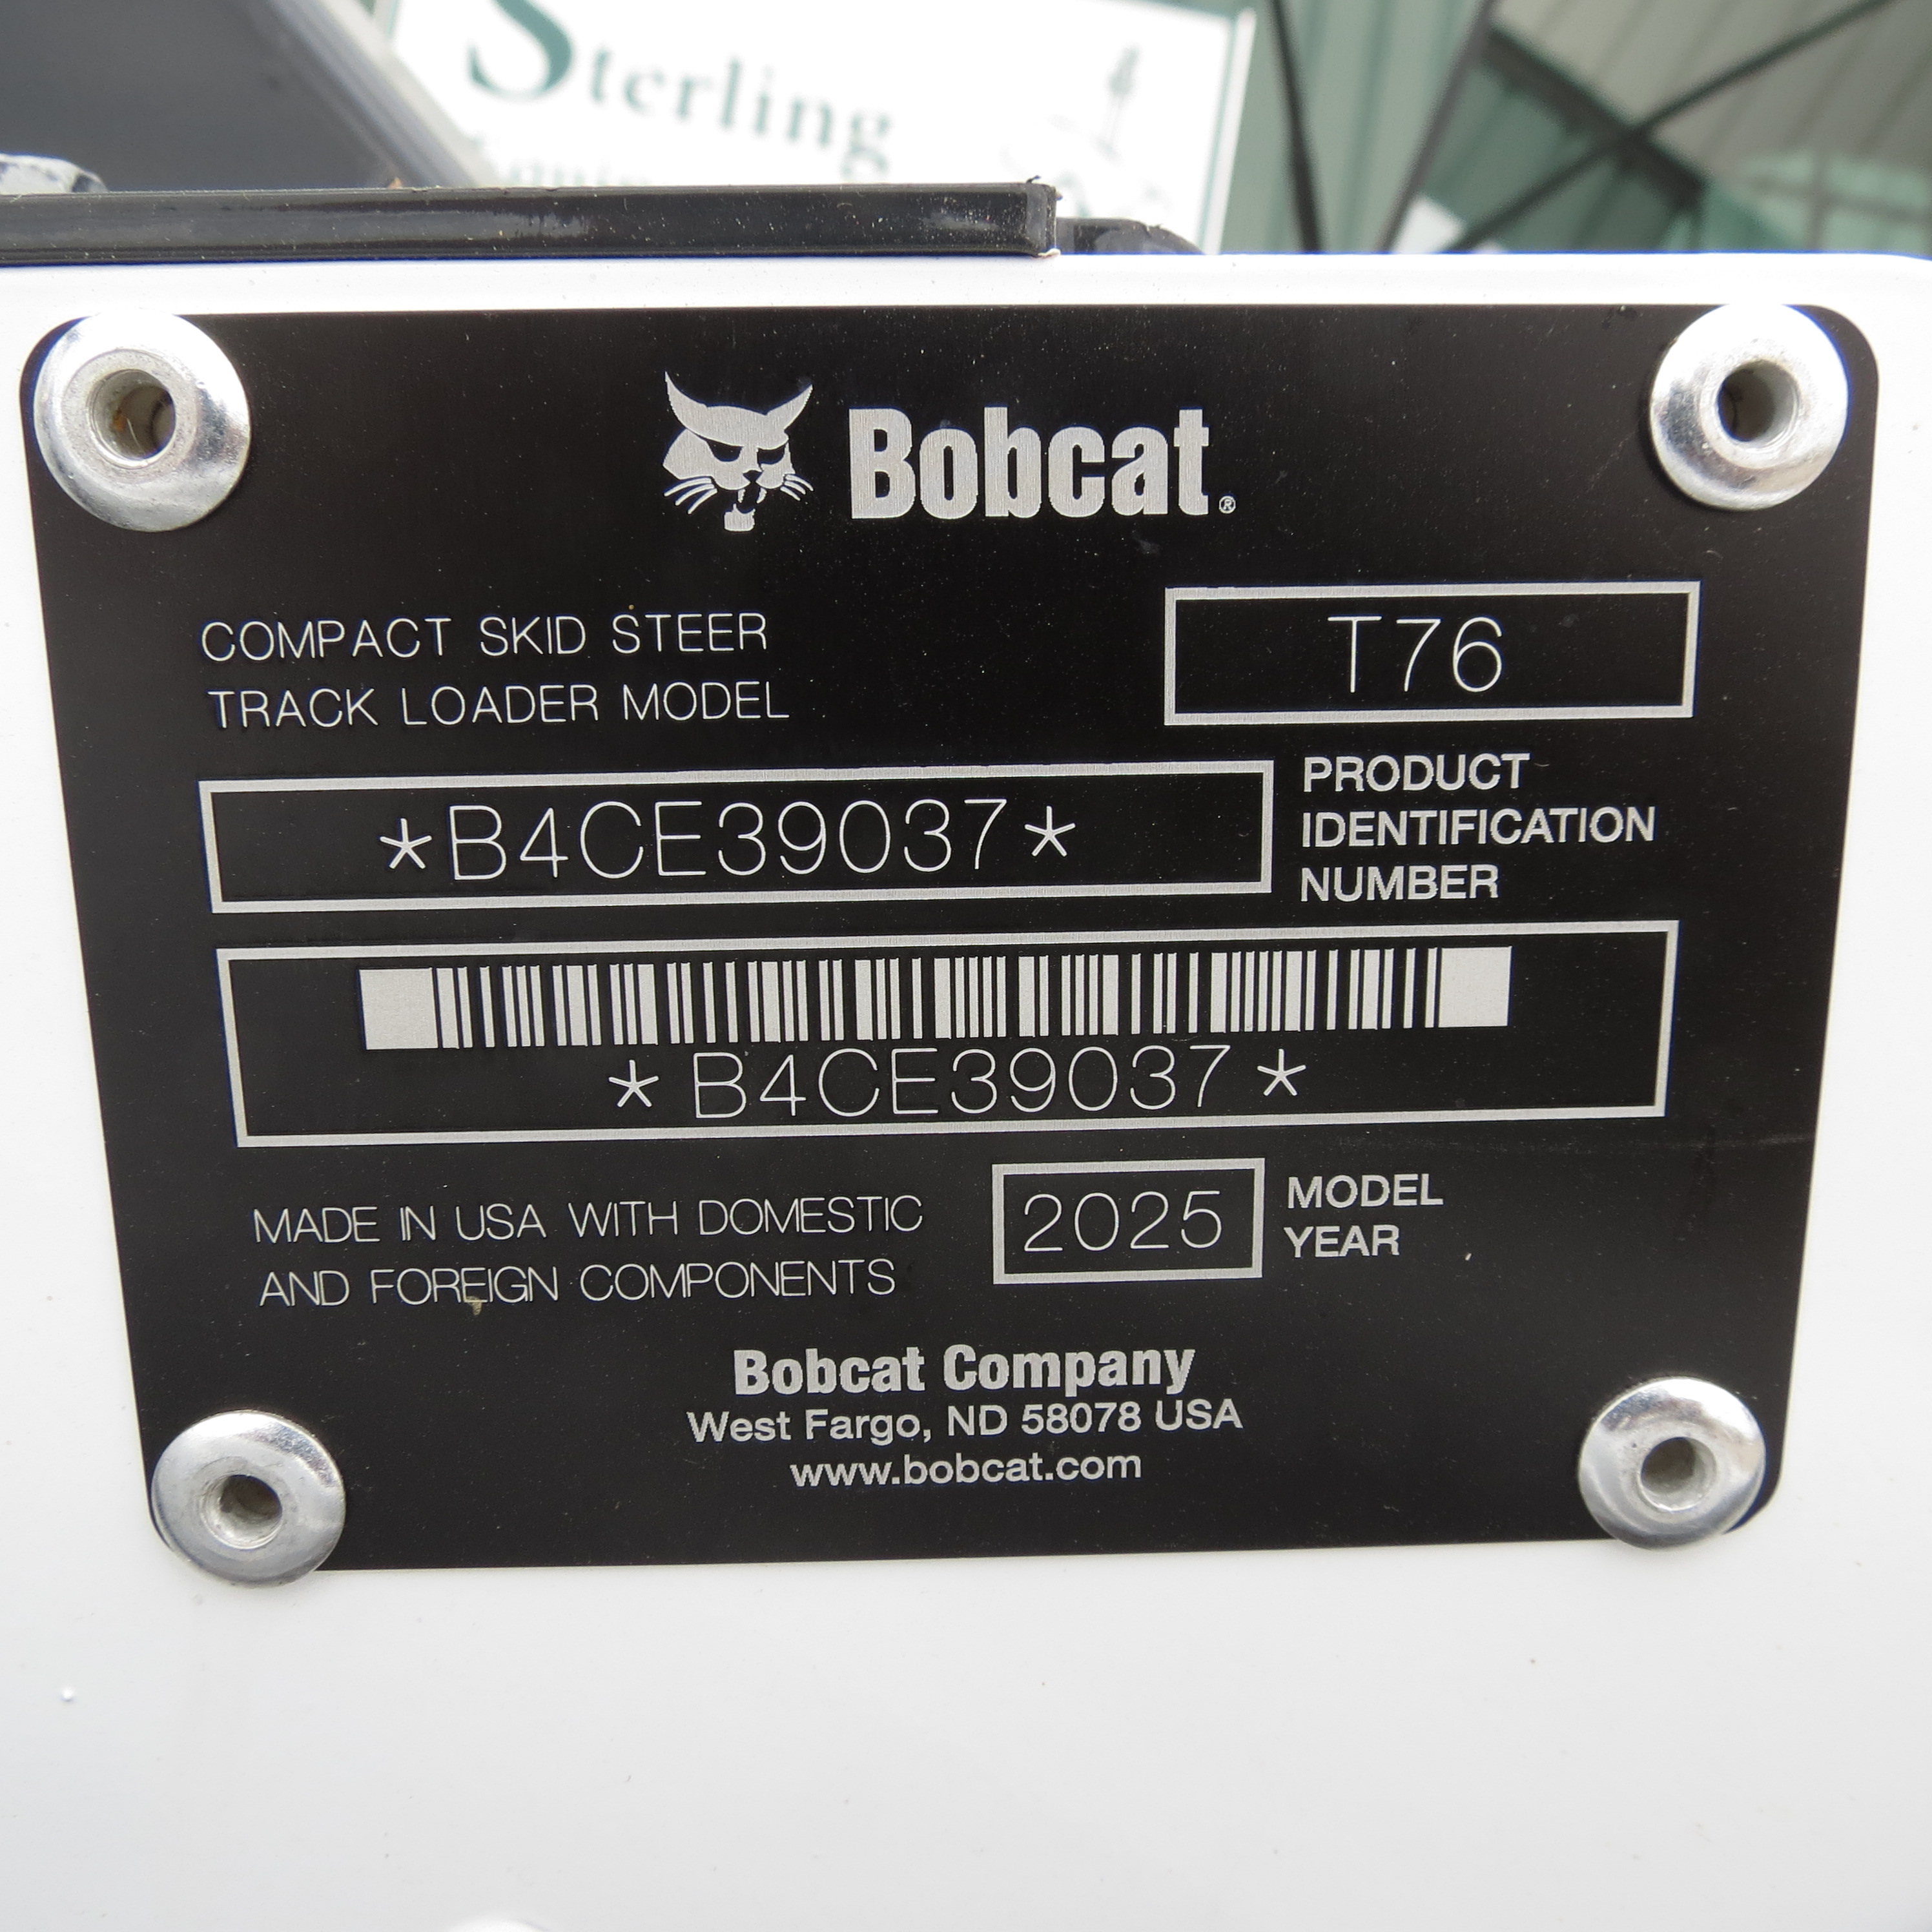 Sterling
Bobcat®
COMPACT SKID STEER
TRACK LOADER MODEL
T76
*B4CE39037*
PRODUCT
IDENTIFICATION
NUMBER
*B4CE39037*
MADE IN USA WITH DOMESTIC
AND FOREIGN COMPONENTS
2025
MODEL
YEAR
Bobcat Company
West Fargo, ND 58078 USA
www.bobcat.com